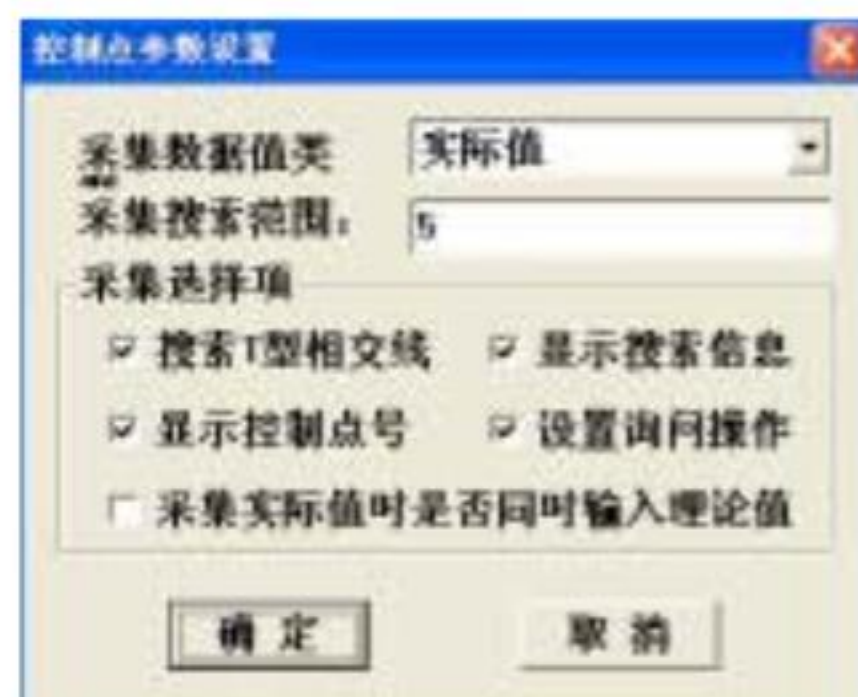 控制点参数设置
采集数据值类 实际值
采集搜索范围: 5
采集选择项
搜索T型相交线 显示搜索信息
显示控制点号 设置询问操作
采集实际值时是否同时输入理论值
确定 取消